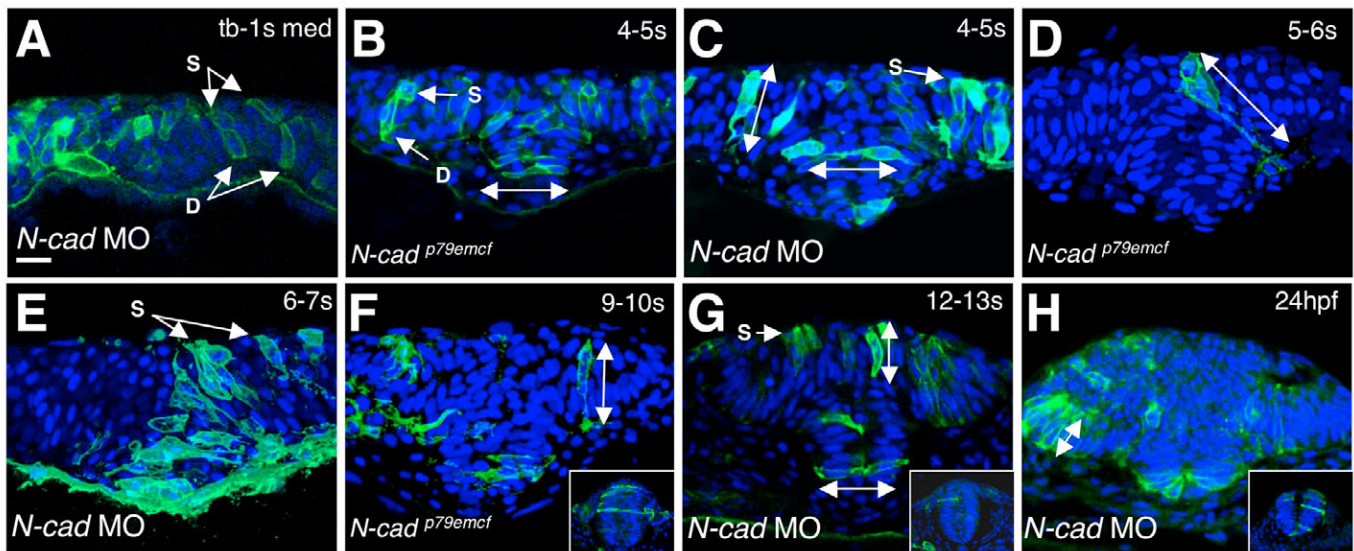 A
tb-1s med
S
D
N-cad MO
B
4-5s
S
D
N-cad p79emcf
C
4-5s
S
N-cad MO
D
5-6s
N-cad p79emcf
E
6-7s
S
N-cad MO
F
9-10s
N-cad p79emcf
G
12-13s
S
N-cad MO
H
24hpf
N-cad MO